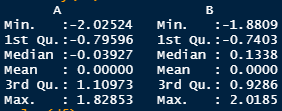 A B
Min. :-2.02524 Min. :-1.8809
1st Qu.:-0.79596 1st Qu.:-0.7403
Median :-0.03927 Median : 0.1338
Mean : 0.00000 Mean : 0.0000
3rd Qu.: 1.10973 3rd Qu.: 0.9286
Max. : 1.82853 Max. : 2.0185